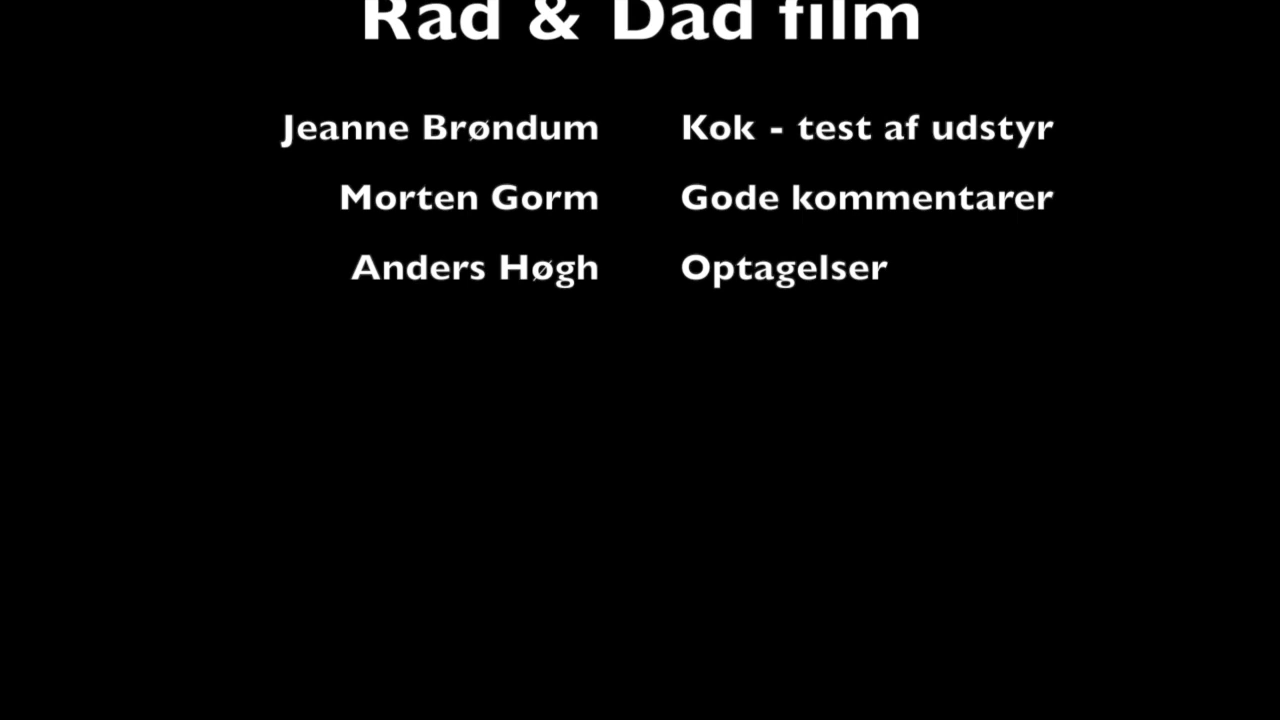 Rad & Dad film
Jeanne Brøndum Kok - test af udstyr
Morten Gorm Gode kommentarer
Anders Høgh Optagelser